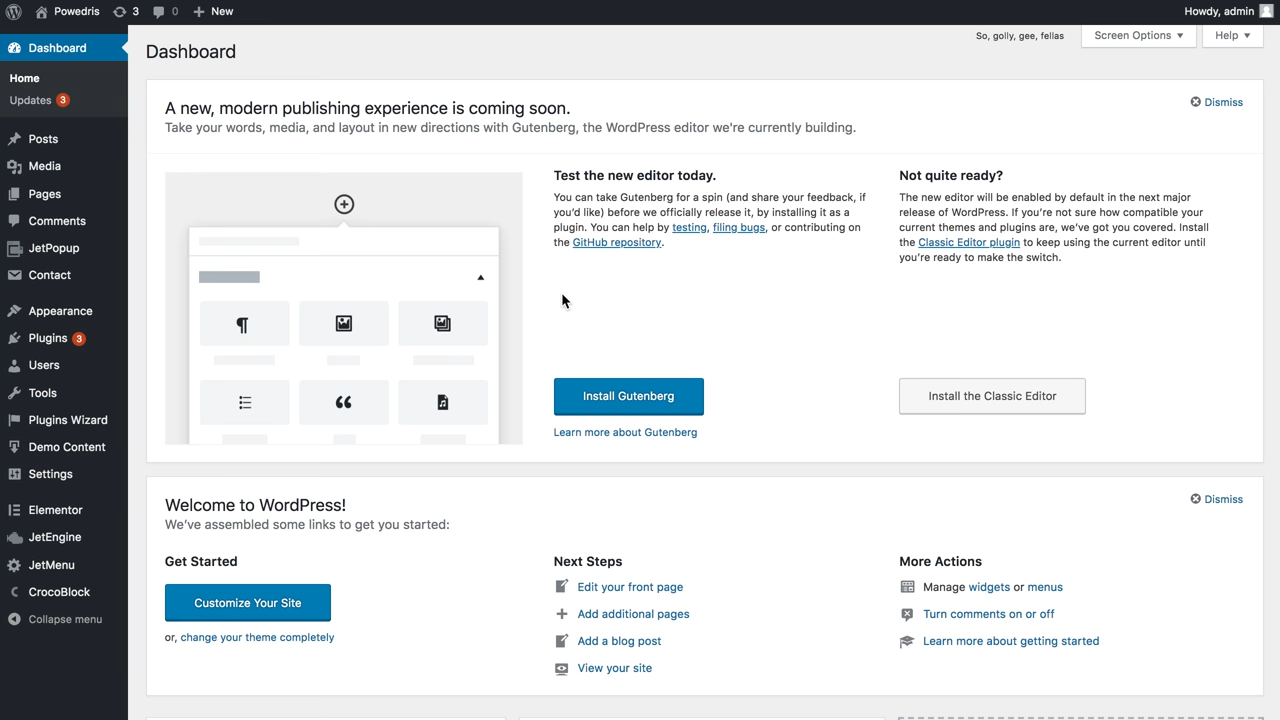 Powedris 3 0 New Howdy, admin
Dashboard
Home
Updates 3
Posts
Media
Pages
Comments
JetPopup
Contact
Appearance
Plugins 3
Users
Tools
Plugins Wizard
Demo Content
Settings
Elementor
JetEngine
JetMenu
CrocoBlock
Collapse menu
So, golly, gee, fellas Screen Options Help
Dashboard
A new, modern publishing experience is coming soon.
Dismiss
Take your words, media, and layout in new directions with Gutenberg, the WordPress editor we're currently building.
Test the new editor today.
You can take Gutenberg for a spin (and share your feedback, if
you'd like) before we officially release it, by installing it as a
plugin. You can help by testing, filing bugs, or contributing on
the GitHub repository.
Install Gutenberg
Learn more about Gutenberg
Not quite ready?
The new editor will be enabled by default in the next major
release of WordPress. If you're not sure how compatible your
current themes and plugins are, we've got you covered. Install
the Classic Editor plugin to keep using the current editor until
you're ready to make the switch.
Install the Classic Editor
Welcome to WordPress!
Dismiss
We've assembled some links to get you started:
Get Started
Customize Your Site
or, change your theme completely
Next Steps
Edit your front page
Add additional pages
Add a blog post
View your site
More Actions
Manage widgets or menus
Turn comments on or off
Learn more about getting started